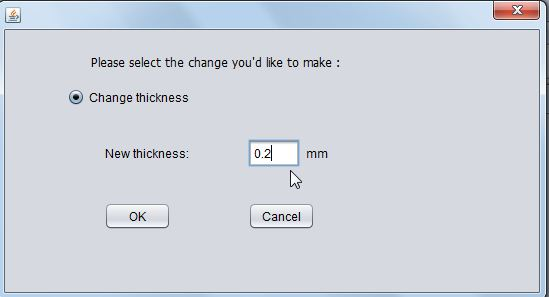 Please select the change you'd like to make :
Change thickness
New thickness: 0.2 mm
OK Cancel